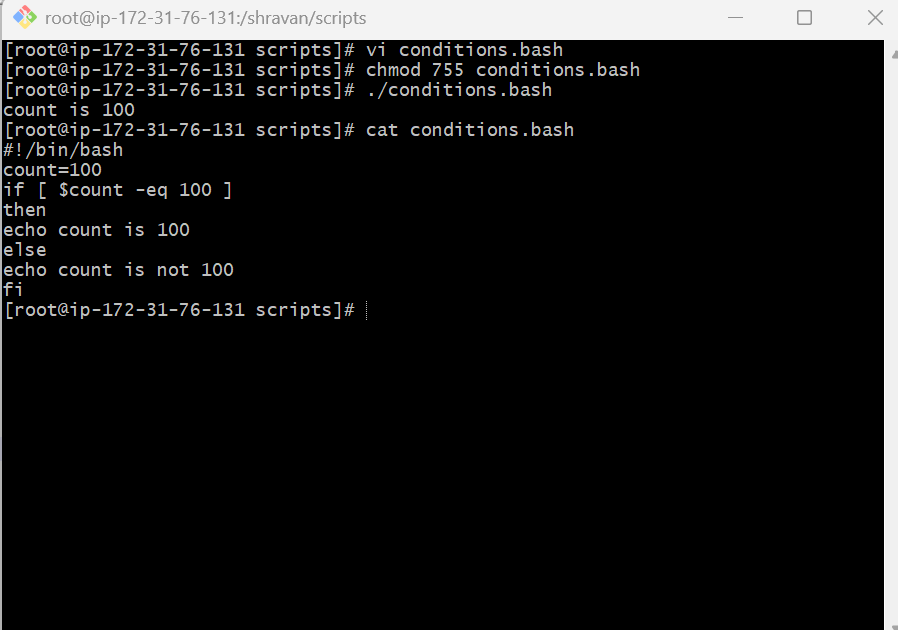 root@ip-172-31-76-131:/shravan/scripts
[root@ip-172-31-76-131 scripts]# vi conditions.bash
[root@ip-172-31-76-131 scripts]# chmod 755 conditions.bash
[root@ip-172-31-76-131 scripts]# ./conditions.bash
count is 100
[root@ip-172-31-76-131 scripts]# cat conditions.bash
#!/bin/bash
count=100
if [ $count -eq 100 ]
then
echo count is 100
else
echo count is not 100
fi
[root@ip-172-31-76-131 scripts]#